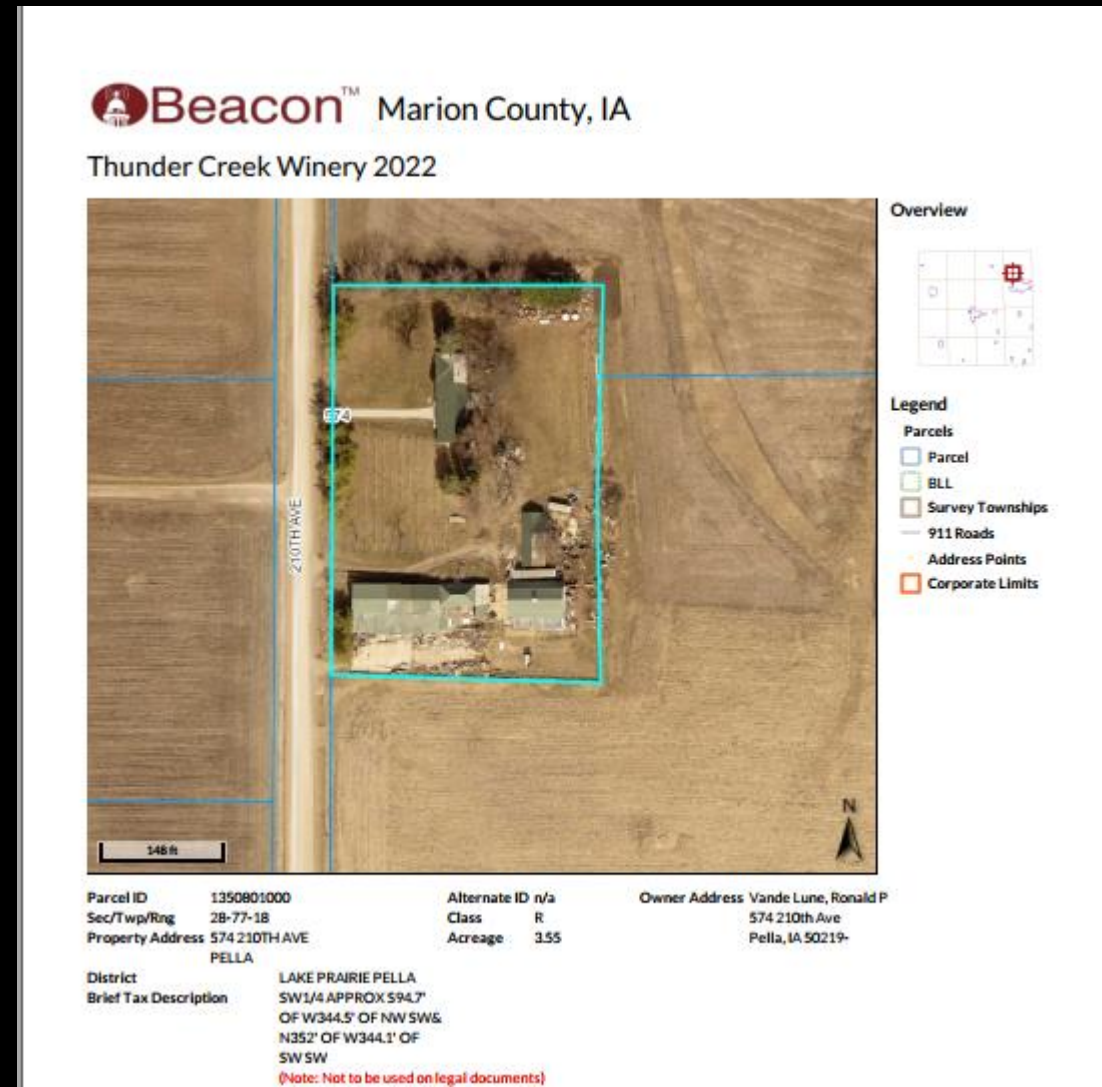 Beacon™ Marion County, IA
Thunder Creek Winery 2022
Overview
Legend
Parcels
Parcel
BLL
Survey Townships
911 Roads
Address Points
Corporate Limits
574
210TH AVE
N
148 ft
Parcel ID 1350801000
Sec/Twp/Rng 28-77-18
Property Address 574 210TH AVE
PELLA
Alternate ID n/a
Class R
Acreage 3.55
Owner Address Vande Lune, Ronald P
574 210th Ave
Pella, IA 50219-
District LAKE PRAIRIE PELLA
Brief Tax Description SW1/4 APPROX S94.7'
OF W344.5' OF NW SW&
N352' OF W344.1' OF
SW SW
(Note: Not to be used on legal documents)